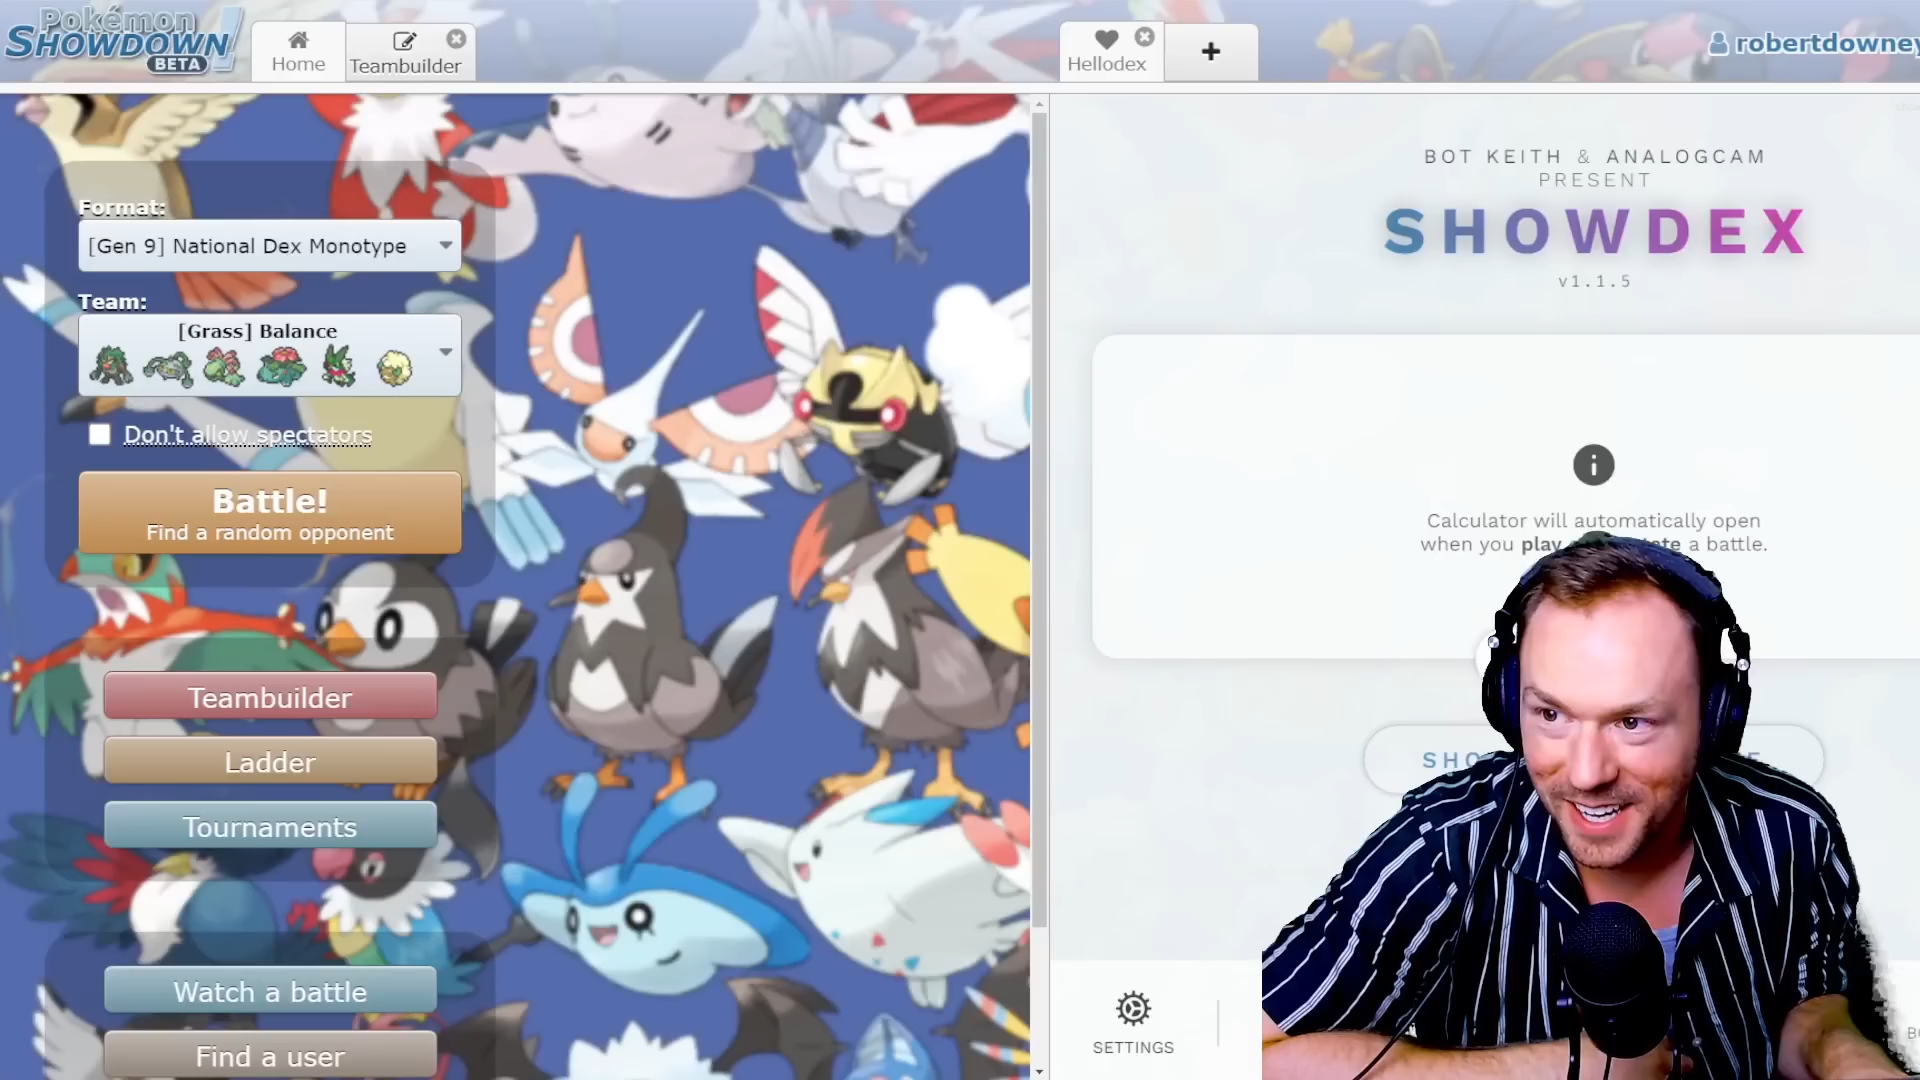 Pokémon
SHOWDOWN!
BETA
Home
Teambuilder
Hellodex
+
robertdowney
Format:
[Gen 9] National Dex Monotype
Team:
[Grass] Balance
Don't allow spectators
Battle!
Find a random opponent
Teambuilder
Ladder
Tournaments
Watch a battle
Find a user
BOT KEITH & ANALOGCAM
PRESENT
SHOWDEX
v1.1.5
Calculator will automatically open
when you play a battle.
SETTINGS